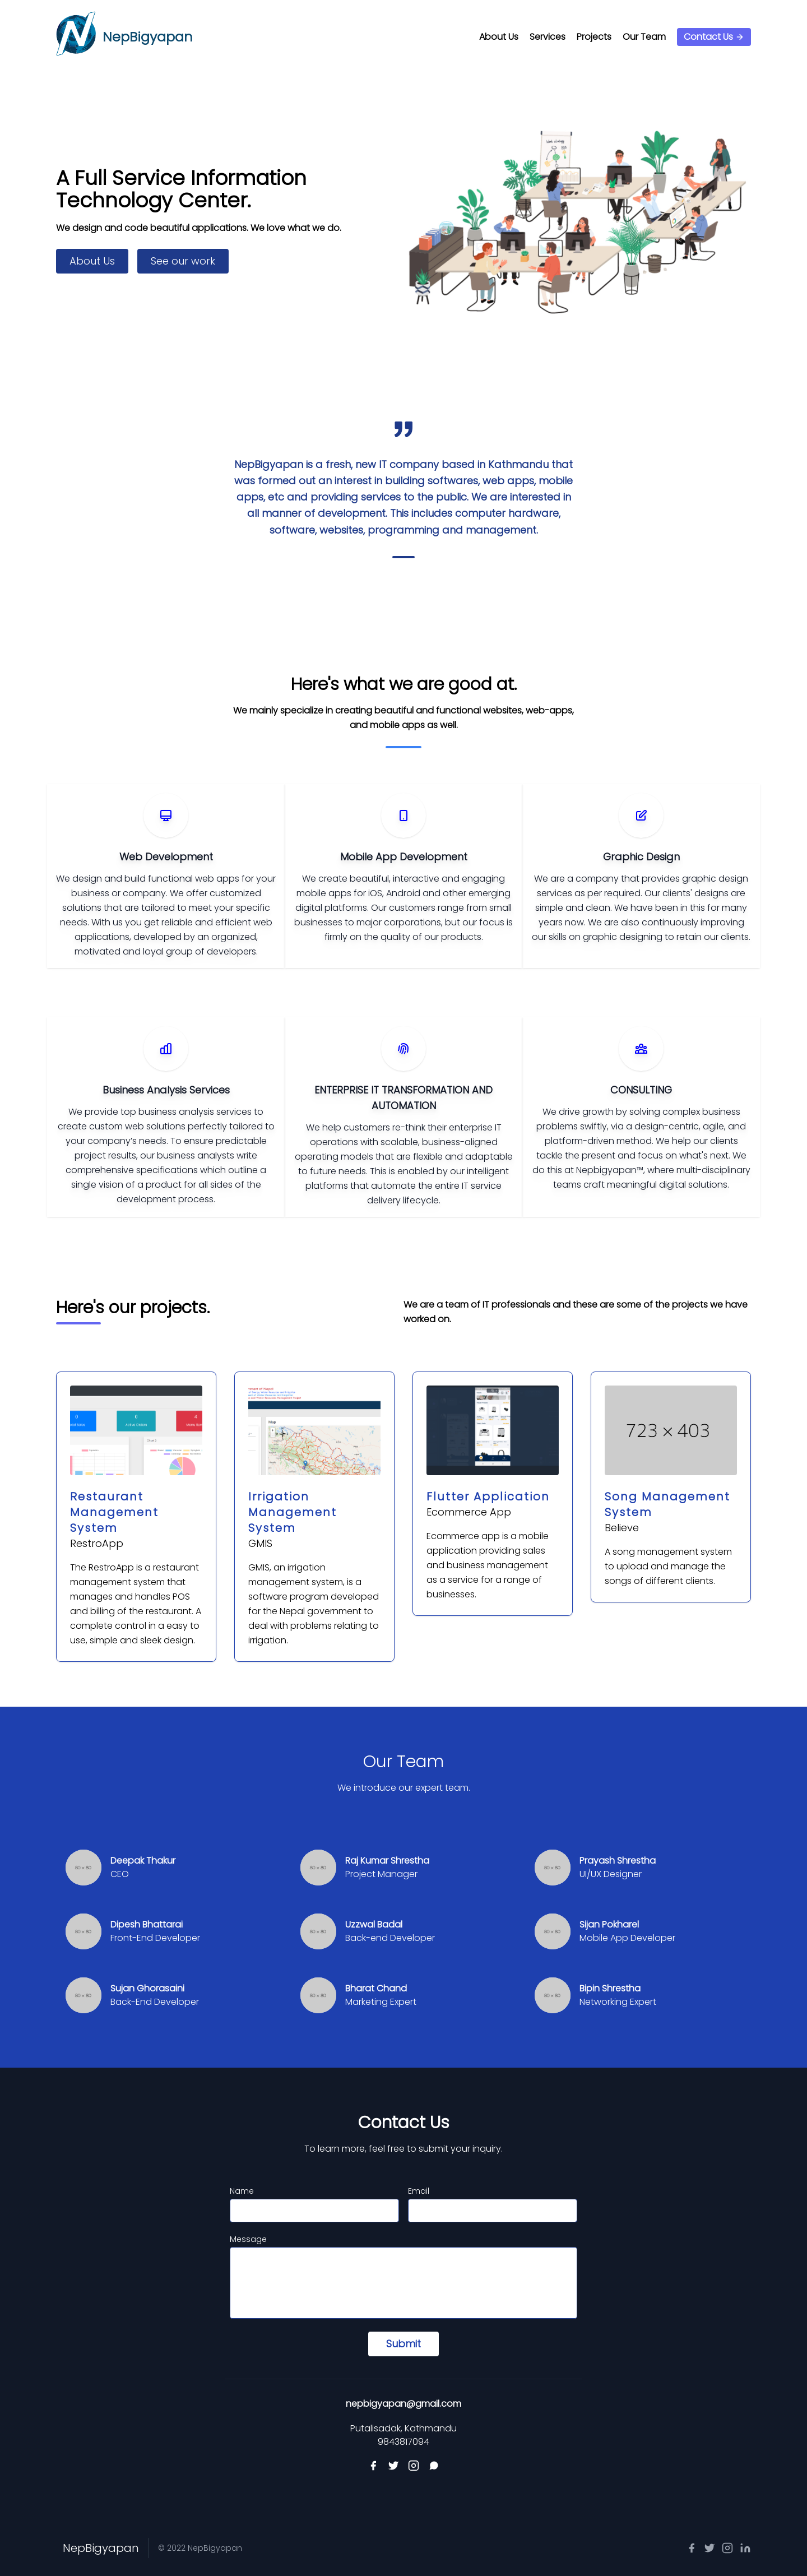 NepBigyapan
About Us Services Projects Our Team Contact Us →
A Full Service Information
Technology Center.
We design and code beautiful applications. We love what we do.
About Us See our work
NepBigyapan is a fresh, new IT company based in Kathmandu that
was formed out an interest in building softwares, web apps, mobile
apps, etc and providing services to the public. We are interested in
all manner of development. This includes computer hardware,
software, websites, programming and management.
Here's what we are good at.
We mainly specialize in creating beautiful and functional websites, web-apps,
and mobile apps as well.
Web Development
We design and build functional web apps for your
business or company. We offer customized
solutions that are tailored to meet your specific
needs. With us you get reliable and efficient web
applications, developed by an organized,
motivated and loyal group of developers.
Mobile App Development
We create beautiful, interactive and engaging
mobile apps for iOS, Android and other emerging
digital platforms. Our customers range from small
businesses to major corporations, but our focus is
firmly on the quality of our products.
Graphic Design
We are a company that provides graphic design
services as per required. Our clients' designs are
simple and clean. We have been in this for many
years now. We are also continuously improving
our skills on graphic designing to retain our clients.
Business Analysis Services
We provide top business analysis services to
create custom web solutions perfectly tailored to
your company's needs. To ensure predictable
project results, our business analysts write
comprehensive specifications which outline a
single vision of a product for all sides of the
development process.
ENTERPRISE IT TRANSFORMATION AND
AUTOMATION
We help customers re-think their enterprise IT
operations with scalable, business-aligned
operating models that are flexible and adaptable
to future needs. This is enabled by our intelligent
platforms that automate the entire IT service
delivery lifecycle.
CONSULTING
We drive growth by solving complex business
problems swiftly, via a design-centric, agile, and
platform-driven method. We help our clients
tackle the present and focus on what's next. We
do this at Nepbigyapan™, where multi-disciplinary
teams craft meaningful digital solutions.
Here's our projects.
We are a team of IT professionals and these are some of the projects we have
worked on.
Restaurant
Management
System
RestroApp
The RestroApp is a restaurant
management system that
manages and handles POS
and billing of the restaurant. A
complete control in a easy to
use, simple and sleek design.
Irrigation
Management
System
GMIS
GMIS, an irrigation
management system, is a
software program developed
for the Nepal government to
deal with problems relating to
irrigation.
Flutter Application
Ecommerce App
Ecommerce app is a mobile
application providing sales
and business management
as a service for a range of
businesses.
723 × 403
Song Management
System
Believe
A song management system
to upload and manage the
songs of different clients.
Our Team
We introduce our expert team.
Deepak Thakur
CEO
Raj Kumar Shrestha
Project Manager
Prayash Shrestha
UI/UX Designer
Dipesh Bhattarai
Front-End Developer
Uzzwal Badal
Back-end Developer
Sijan Pokharel
Mobile App Developer
Sujan Ghorasaini
Back-End Developer
Bharat Chand
Marketing Expert
Bipin Shrestha
Networking Expert
Contact Us
To learn more, feel free to submit your inquiry.
Name Email
Message
Submit
nepbigyapan@gmail.com
Putalisadak, Kathmandu
9843817094
NepBigyapan © 2022 NepBigyapan